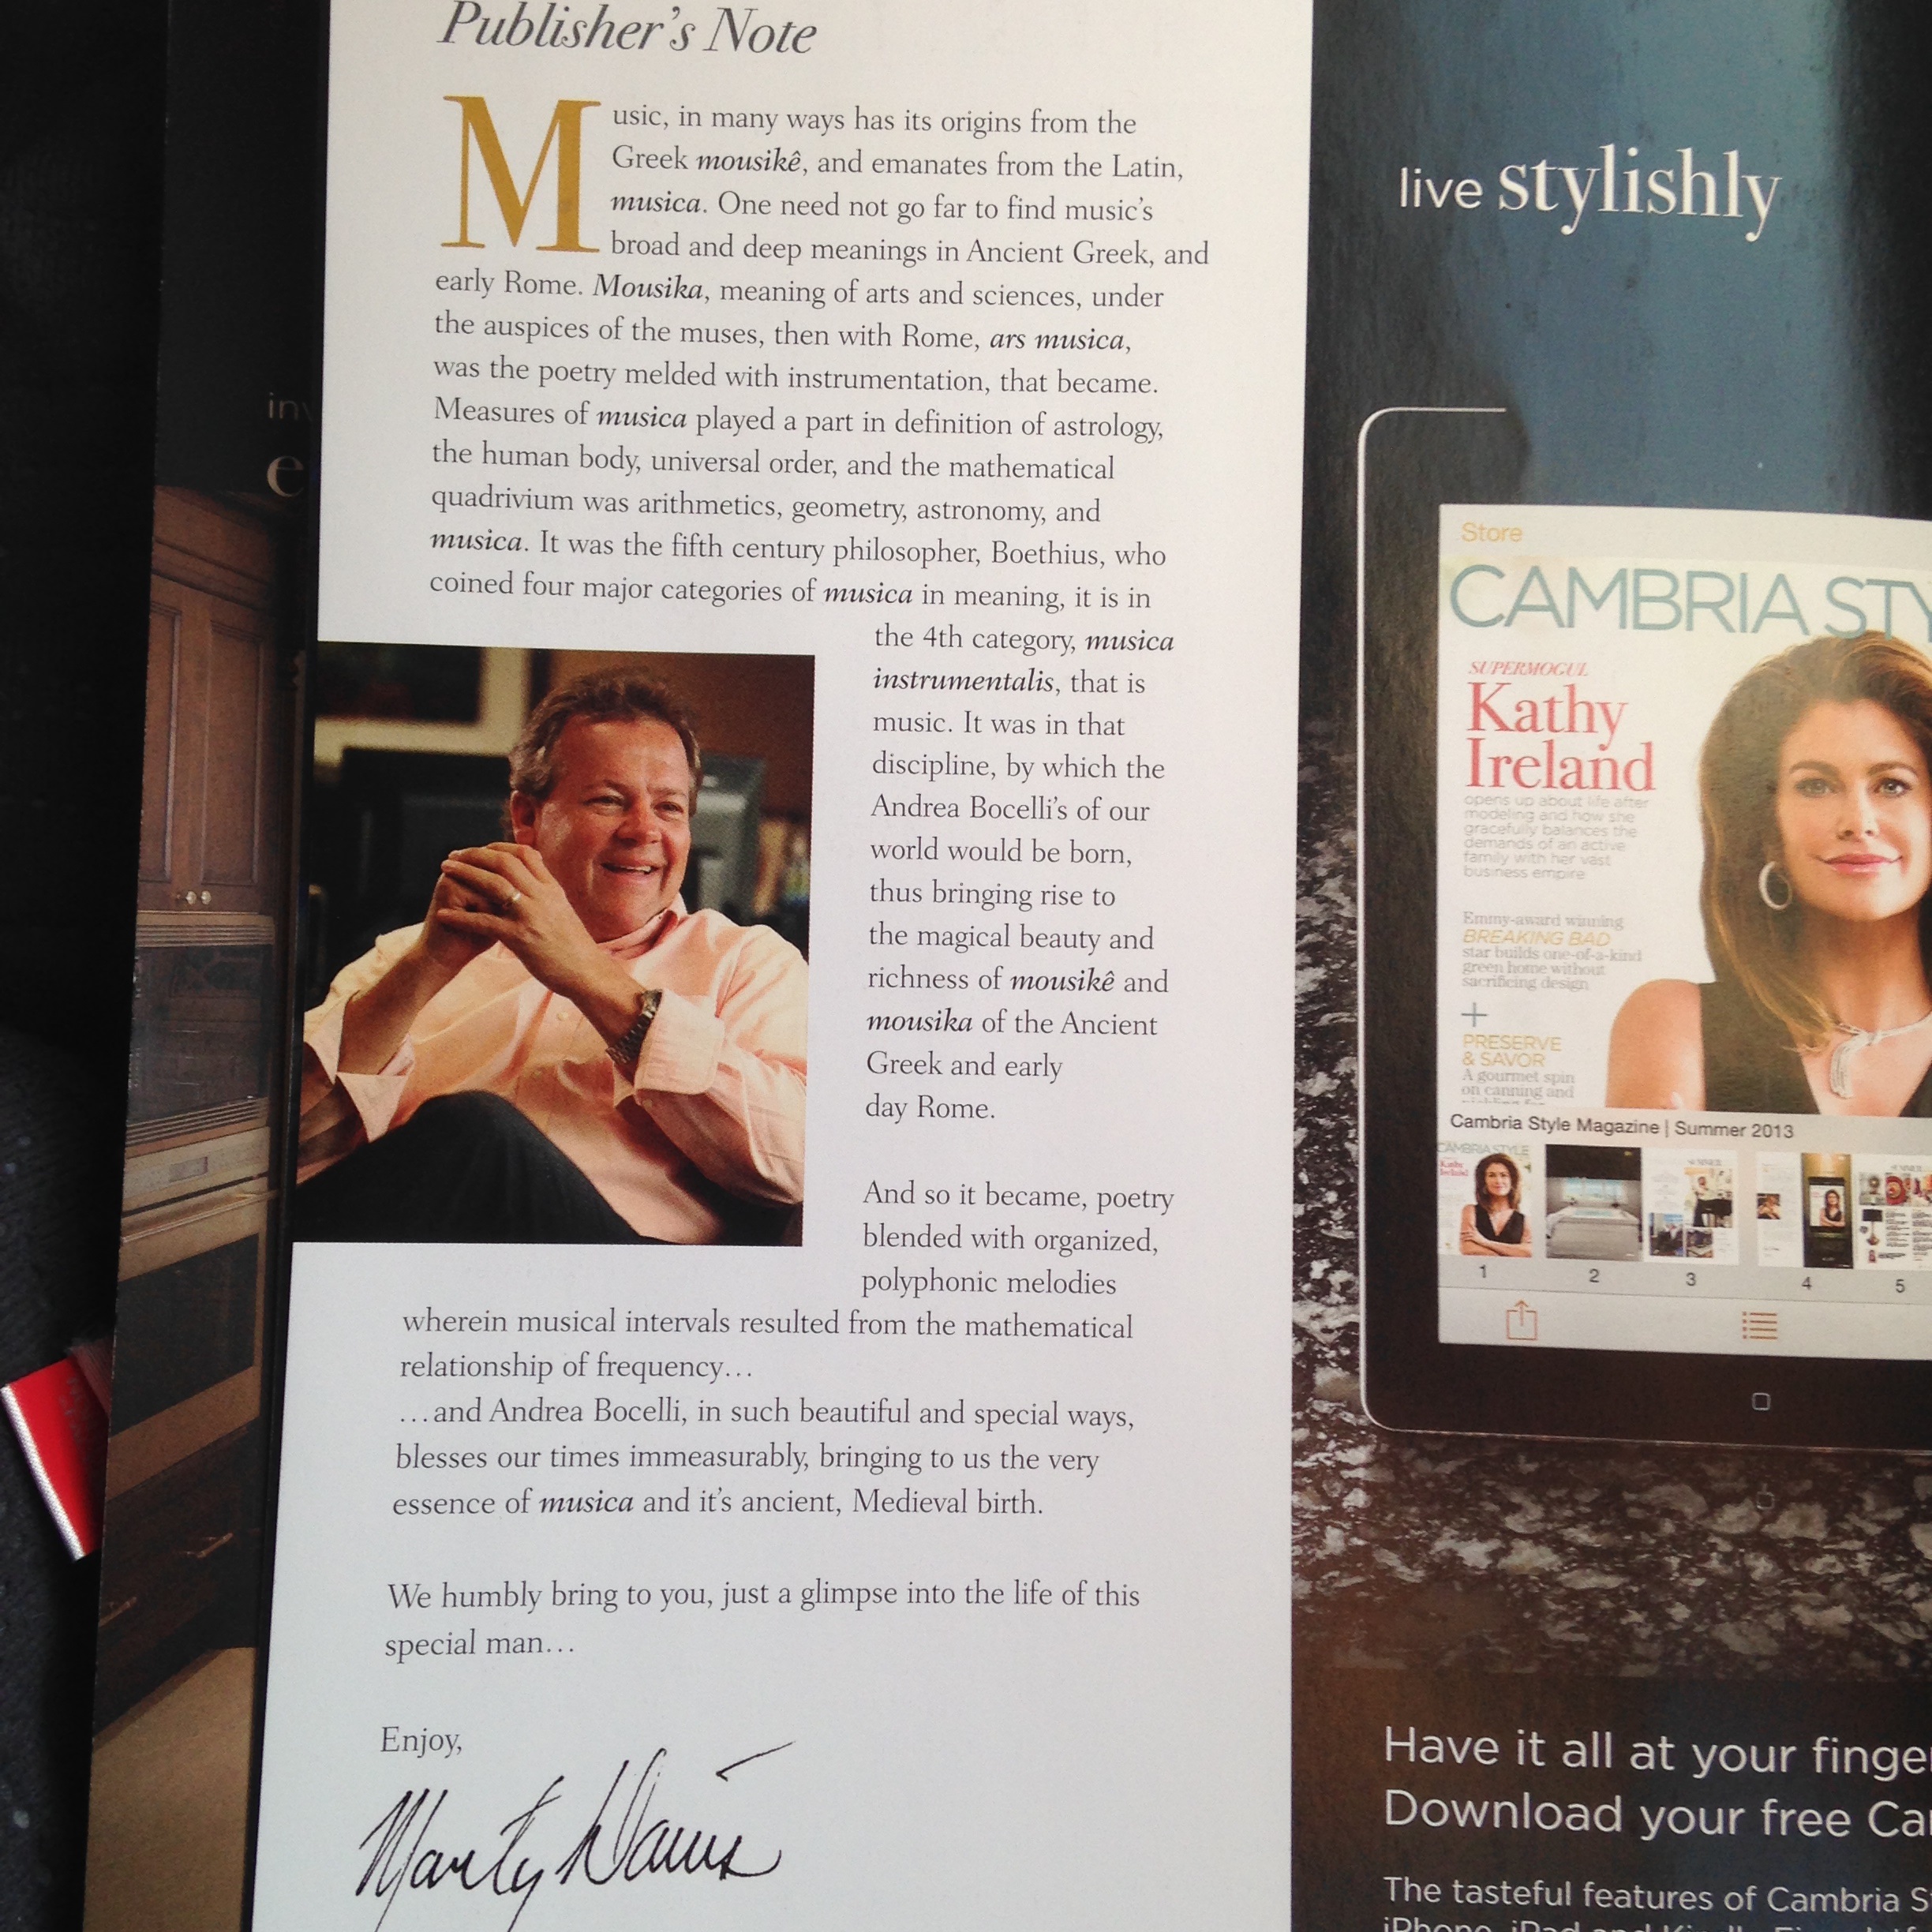 Publisher's Note
Music, in many ways has its origins from the
Greek mousikê, and emanates from the Latin,
musica. One need not go far to find music's
broad and deep meanings in Ancient Greek, and
early Rome. Mousika, meaning of arts and sciences, under
the auspices of the muses, then with Rome, ars musica,
was the poetry melded with instrumentation, that became.
Measures of musica played a part in definition of astrology,
the human body, universal order, and the mathematical
quadrivium was arithmetics, geometry, astronomy, and
musica. It was the fifth century philosopher, Boethius, who
coined four major categories of musica in meaning, it is in
the 4th category, musica
instrumentalis, that is
music. It was in that
discipline, by which the
Andrea Bocelli's of our
world would be born,
thus bringing rise to
the magical beauty and
richness of mousikê and
mousika of the Ancient
Greek and early
day Rome.
And so it became, poetry
blended with organized,
polyphonic melodies
wherein musical intervals resulted from the mathematical
relationship of frequency…
…and Andrea Bocelli, in such beautiful and special ways,
blesses our times immeasurably, bringing to us the very
essence of musica and it's ancient, Medieval birth.
We humbly bring to you, just a glimpse into the life of this
special man…
Enjoy,
Marty Davis
live stylishly
Store
CAMBRIA STY
SUPERMOGUL
Kathy
Ireland
opens up about life after
modeling and how she
gracefully balances the
demands of an active
family with her vast
business empire
Emmy-award winning
BREAKING BAD
star builds one-of-a-kind
green home without
sacrificing design
+
PRESERVE
& SAVOR
A gourmet spin
on canning and
Cambria Style Magazine | Summer 2013
CAMBRIA STYLE
Kathy
Ireland
1 2 3 4 5
Have it all at your finge
Download your free Ca
The tasteful features of Cambria S
iPhone, iPad and